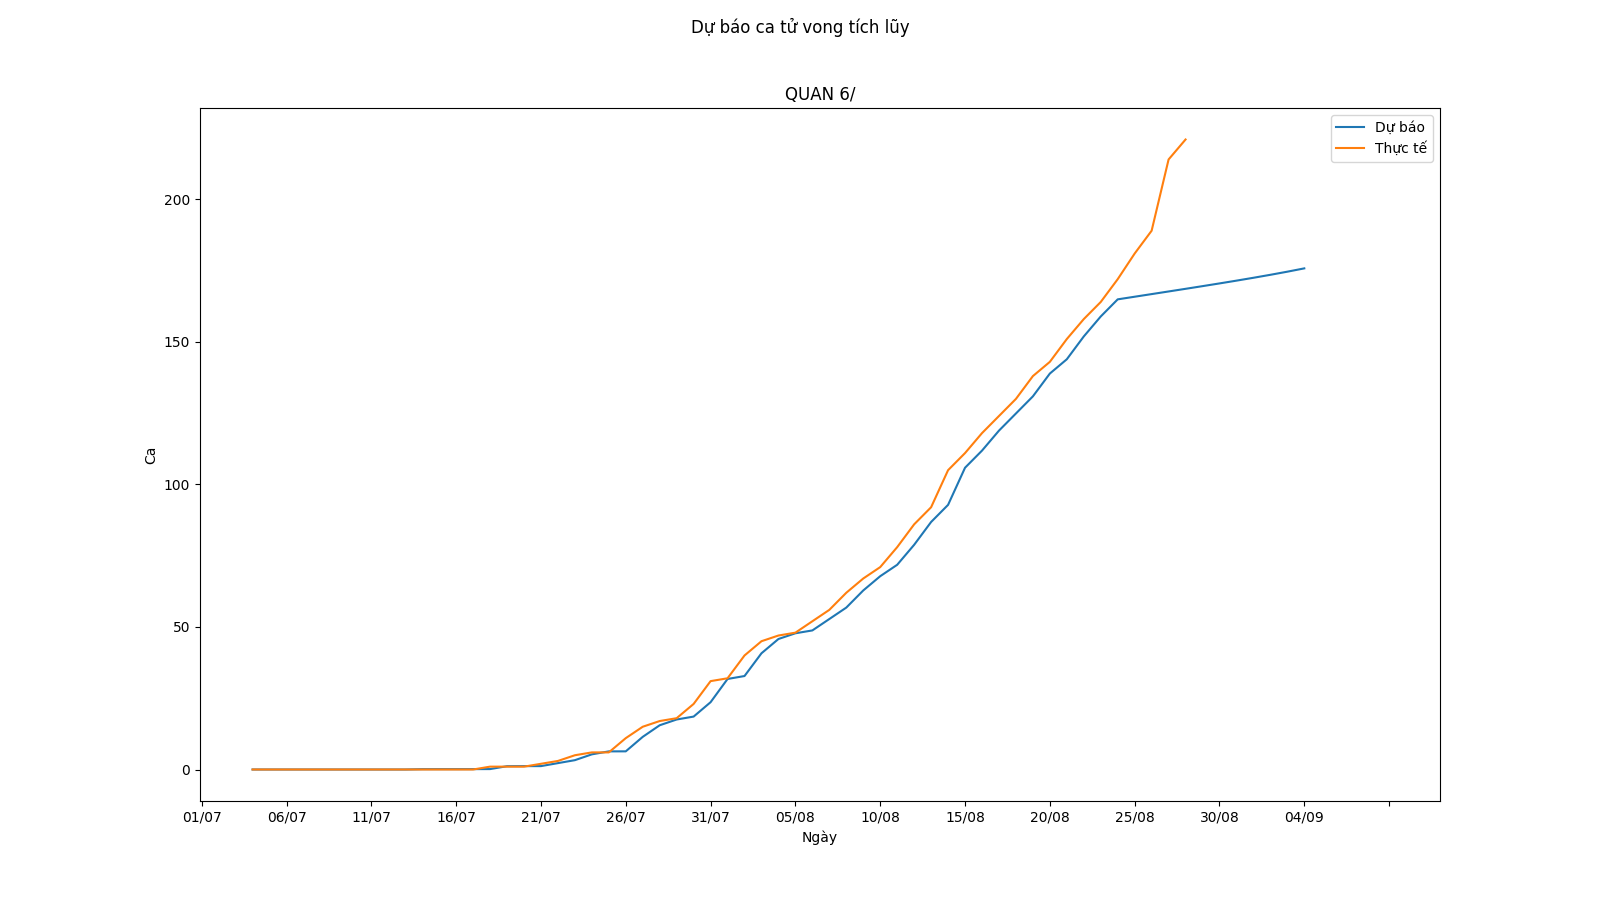 Dự báo ca tử vong tích lũy
QUAN 6/
Dự báo
Thực tế
200
150
100
50
0
Ca
01/07 06/07 11/07 16/07 21/07 26/07 31/07 05/08 10/08 15/08 20/08 25/08 30/08 04/09
Ngày